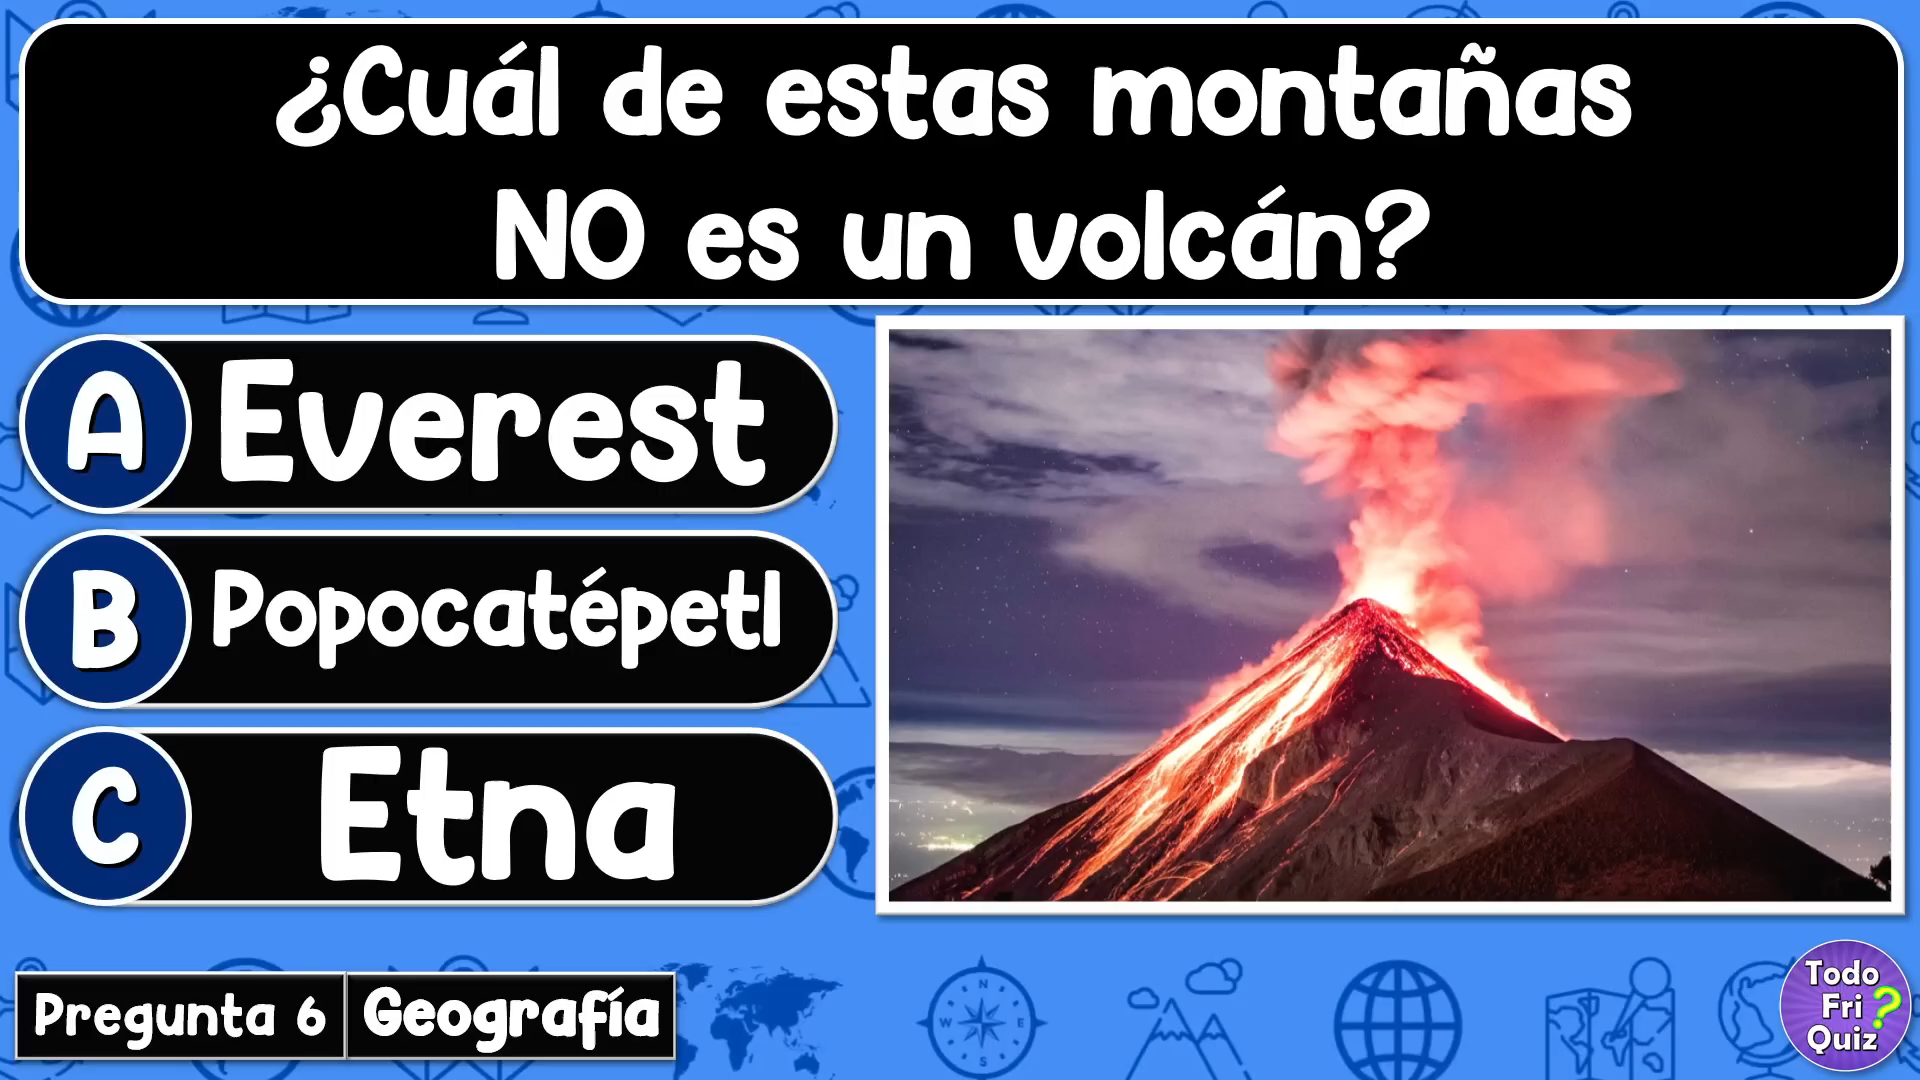 ¿Cuál de estas montañas
NO es un volcán?
A Everest
B Popocatépetl
C Etna
Pregunta 6 Geografía
Todo
Fri
Quiz
?
N
W E
S